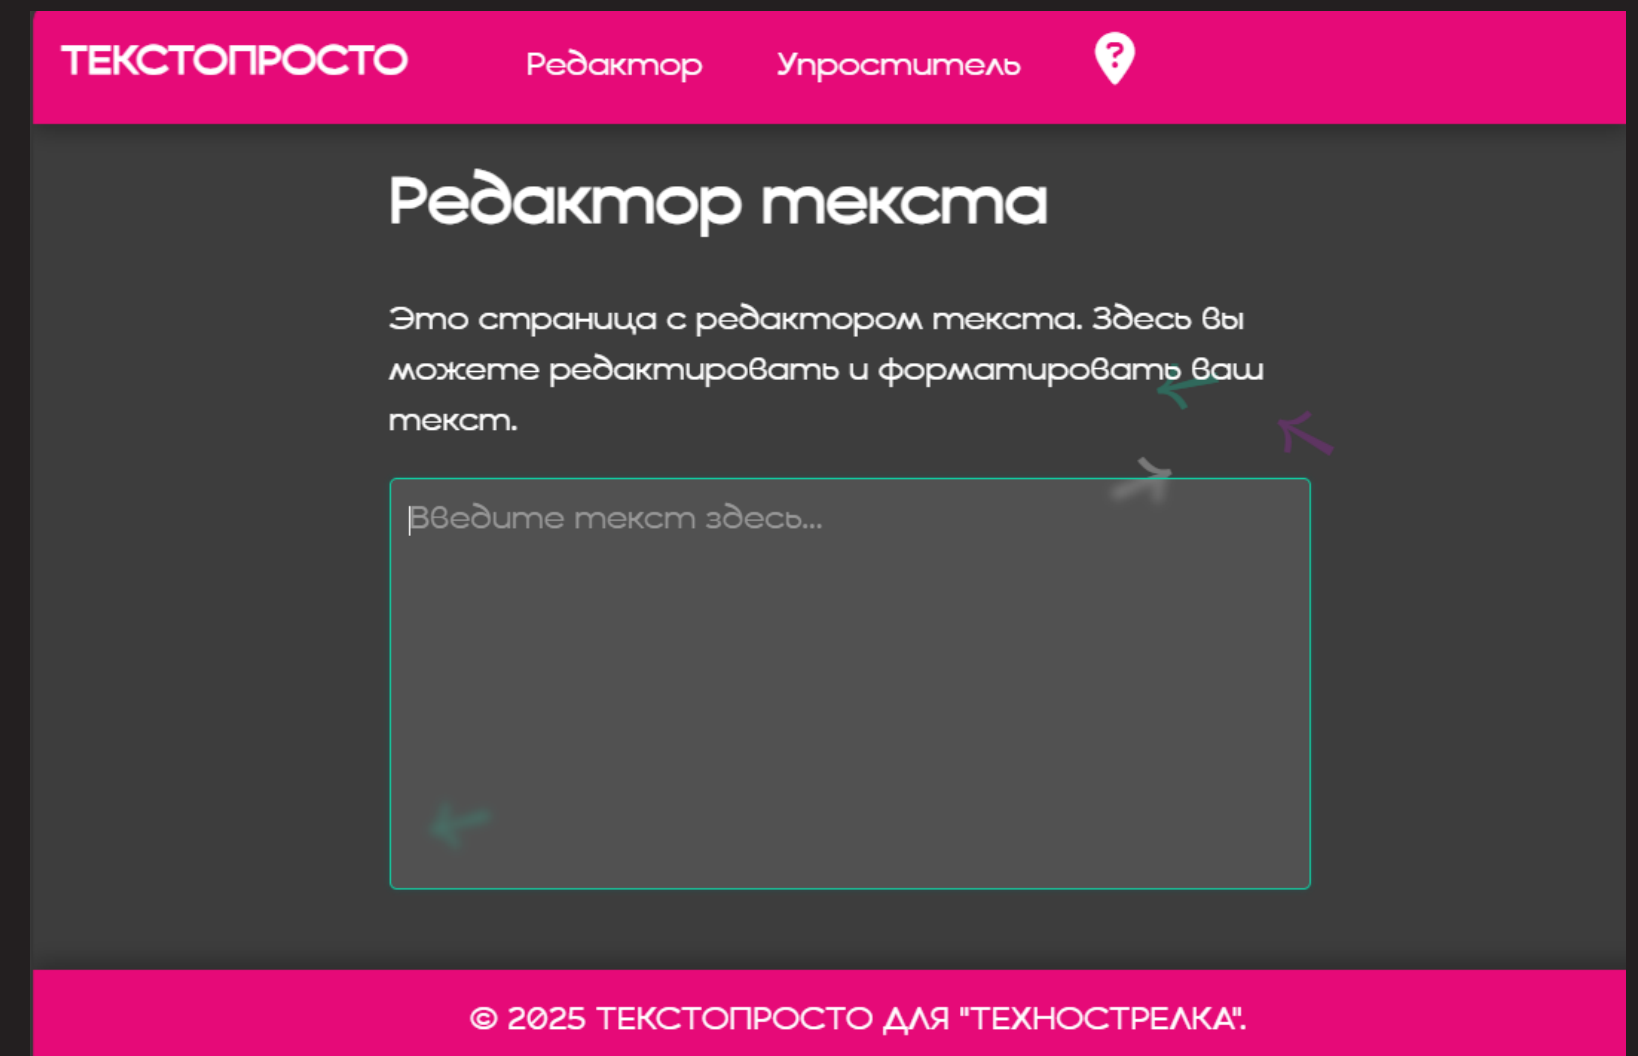 ТЕКСТОПРОСТО
Редактор
Упроститель
?
Редактор текста
Это страница с редактором текста. Здесь вы
можете редактировать и форматировать ваш
текст.
Введите текст здесь...
© 2025 ТЕКСТОПРОСТО ДЛЯ "ТЕХНОСТРЕЛКА".